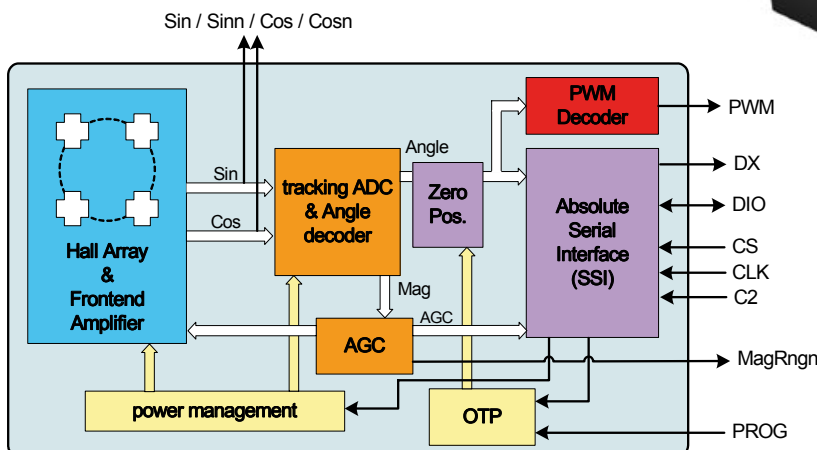 Sin / Sinn / Cos / Cosn
PWM
Decoder
PWM
Angle
DX
Sin
tracking ADC
& Angle
decoder
Zero
Pos.
Absolute
Serial
Interface
(SSI)
DIO
Cos
Hall Array
&
Frontend
Amplifier
CS
CLK
C2
Mag
AGC
AGC
MagRngn
power management
OTP
PROG